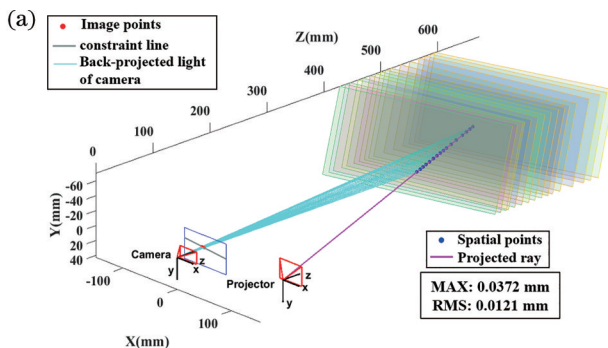 (a)
Image points
constraint line
Back-projected light
of camera
Z(mm)
600
500
400
300
200
100
0
Y(mm)
-60
-40
-20
0
20
40
X(mm)
-100
0
100
Camera
z
x
y
Projector
z
x
y
Spatial points
Projected ray
MAX: 0.0372 mm
RMS: 0.0121 mm